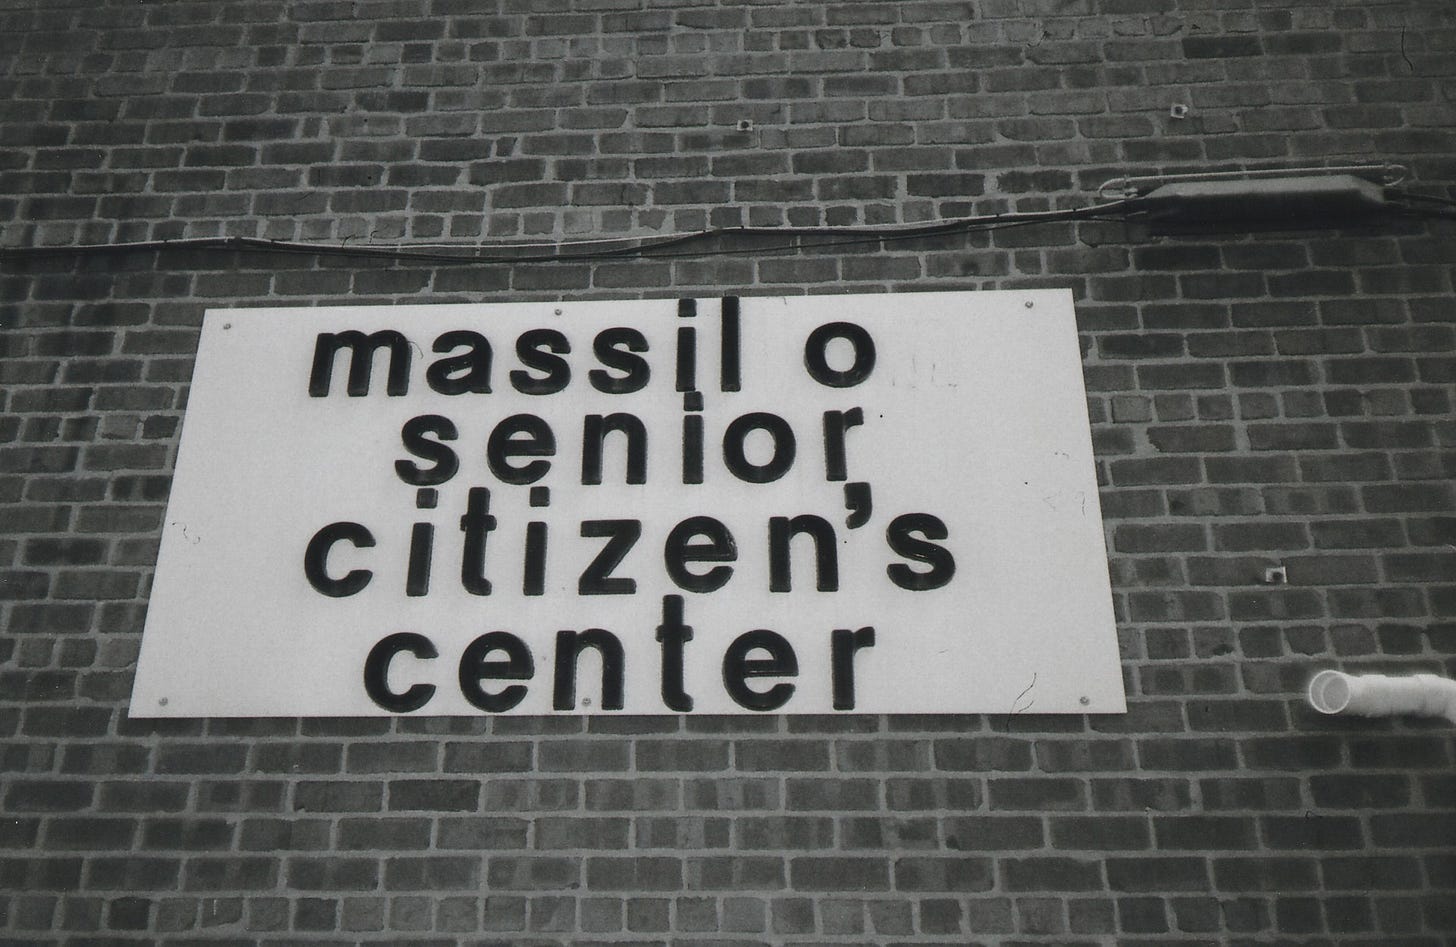 massil o
senior
citizen's
center